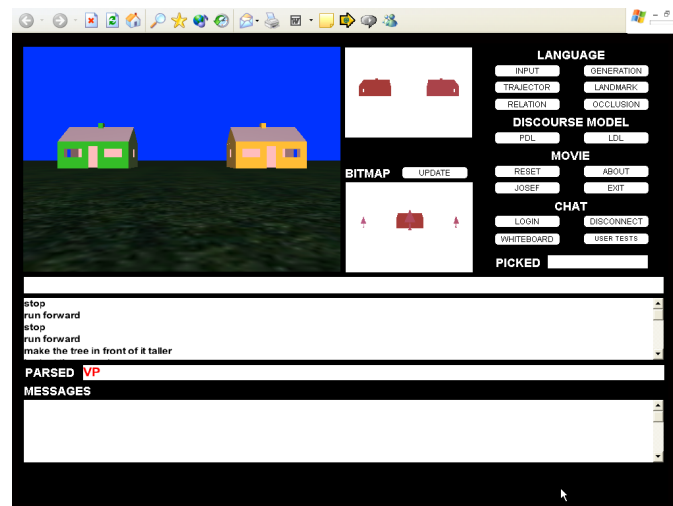 LANGUAGE
INPUT GENERATION
TRAJECTOR LANDMARK
RELATION OCCLUSION
DISCOURSE MODEL
PDL LDL
MOVIE
BITMAP UPDATE
RESET ABOUT
JOSEF EXIT
CHAT
LOGIN DISCONNECT
WHITEBOARD USER TESTS
PICKED
stop
run forward
stop
run forward
make the tree in front of it taller
PARSED VP
MESSAGES